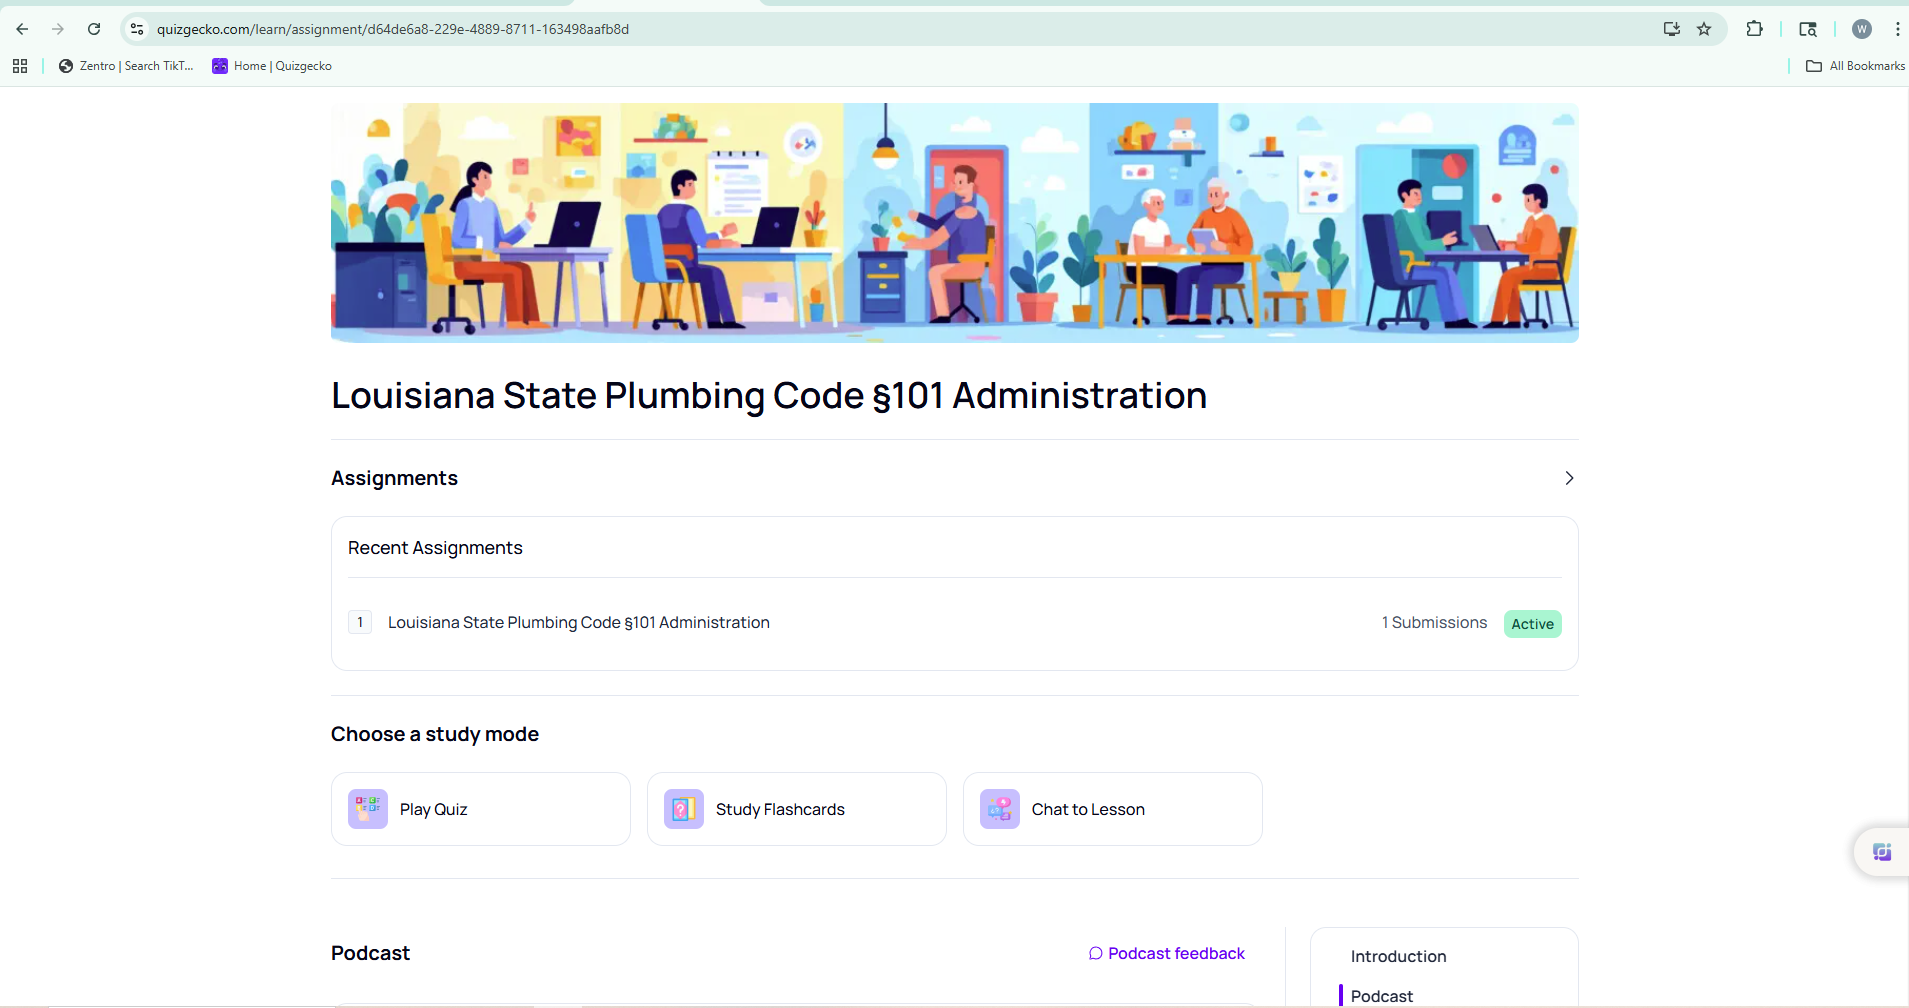 quizgecko.com/learn/assignment/d64de6a8-229e-4889-8711-163498aafb8d
W
Zentro | Search TikT...
Home | Quizgecko
All Bookmarks
Louisiana State Plumbing Code §101 Administration
Assignments
Recent Assignments
1 Louisiana State Plumbing Code §101 Administration 1 Submissions Active
Choose a study mode
Play Quiz
Study Flashcards
Chat to Lesson
Podcast
Podcast feedback
Introduction
Podcast